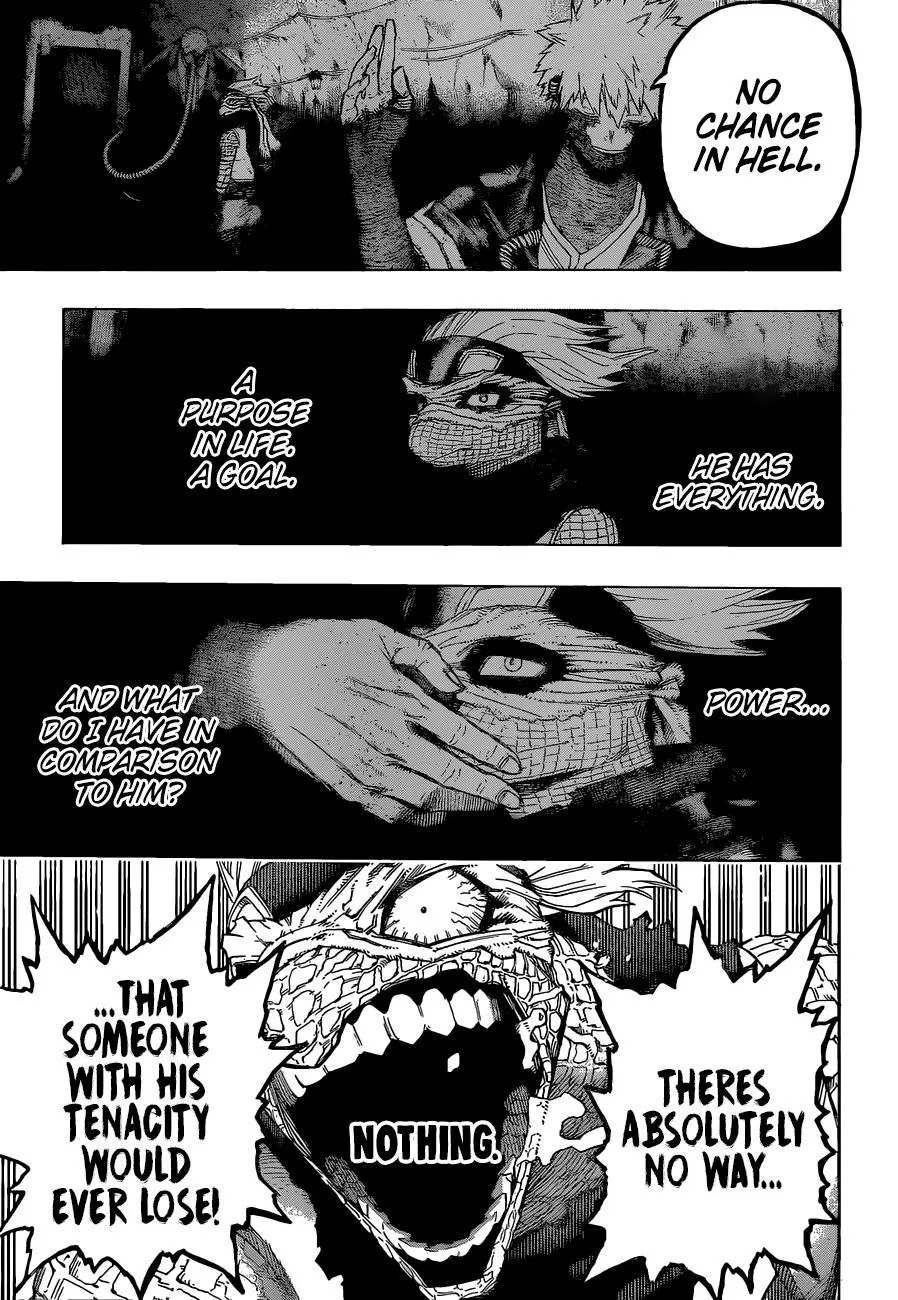 NO
CHANCE
IN HELL.
HE HAS
EVERYTHING.
A
PURPOSE
IN LIFE.
A GOAL.
POWER...
AND WHAT
DO I HAVE IN
COMPARISON
TO HIM?
THERES
ABSOLUTELY
NO WAY...
NOTHING.
...THAT
SOMEONE
WITH HIS
TENACITY
WOULD
EVER LOSE!